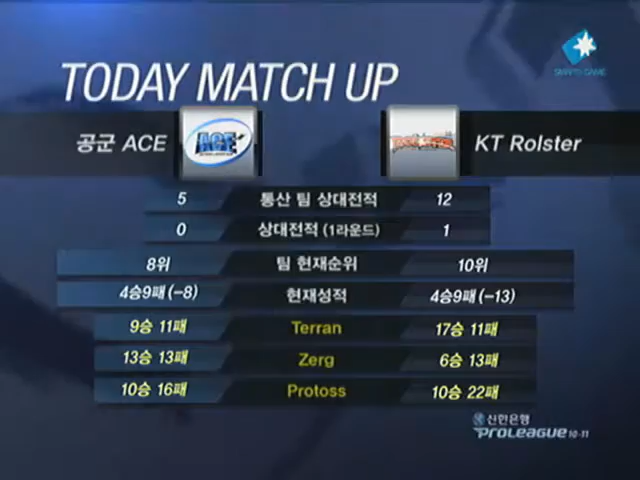 SMARTi GAME
TODAY MATCH UP
공군 ACE
ACE
KT Rolster
5 통산 팀 상대전적 12
0 상대전적 (1라운드) 1
8위 팀 현재순위 10위
4승9패 (-8) 현재성적 4승9패 (-13)
9승 11패 Terran 17승 11패
13승 13패 Zerg 6승 13패
10승 16패 Protoss 10승 22패
신한은행
PROLEAGUE 10-11